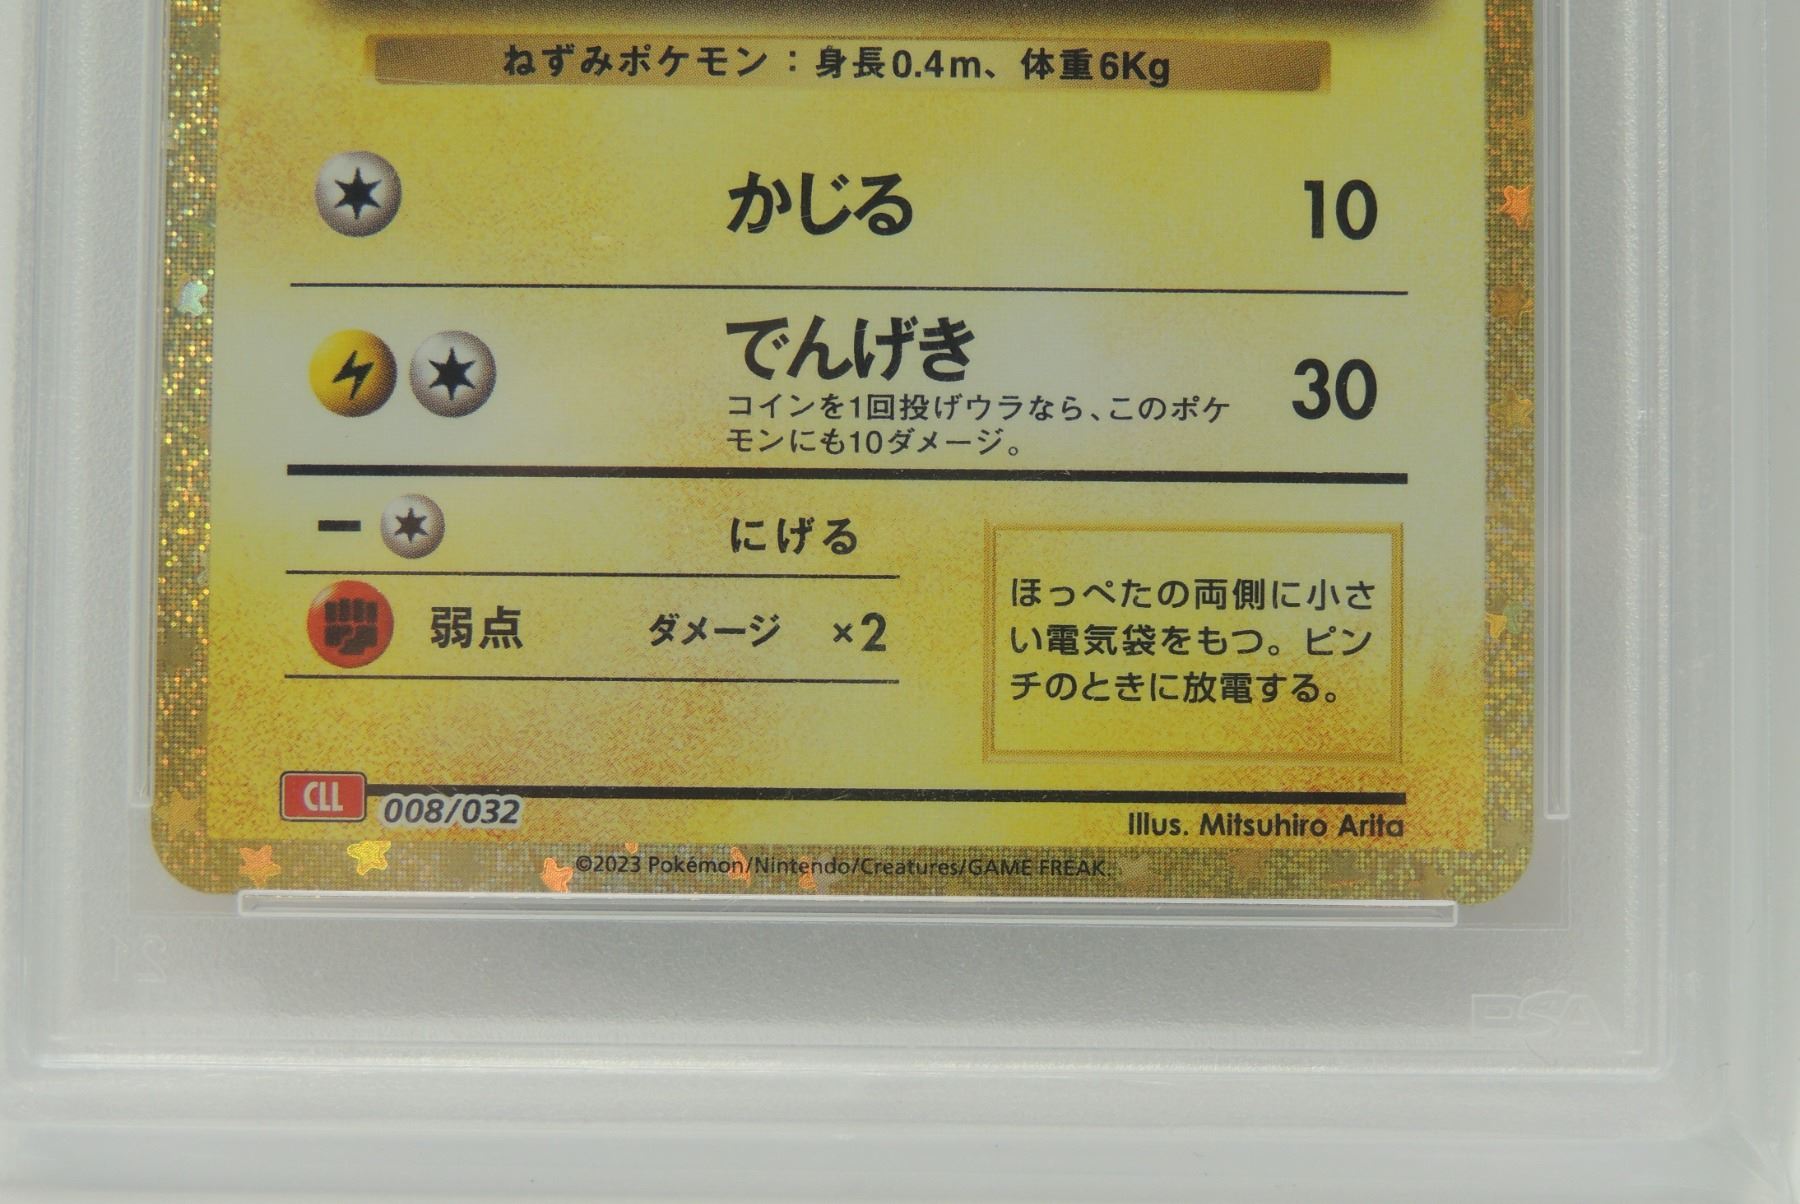 ねずみポケモン：身長0.4m、体重6Kg
かじる 10
でんげき 30
コインを1回投げウラなら、このポケ
モンにも10ダメージ。
にげる
弱点 ダメージ ×2
ほっぺたの両側に小さ
い電気袋をもつ。ピン
チのときに放電する。
CLL 008/032
Illus. Mitsuhiro Arita
©2023 Pokémon/Nintendo/Creatures/GAME FREAK.
PSA